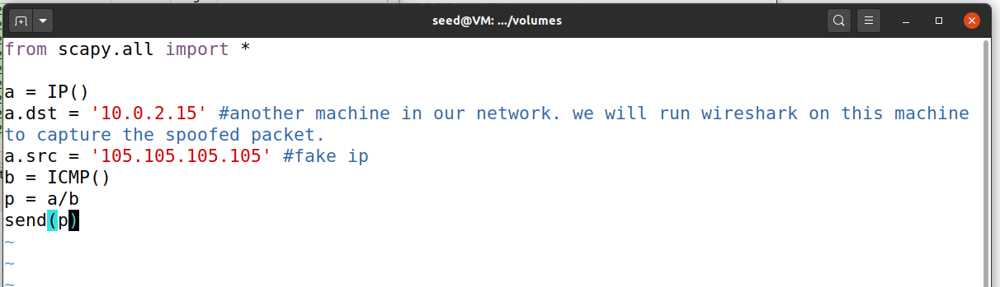 seed@VM: .../volumes
from scapy.all import *
a = IP()
a.dst = '10.0.2.15' #another machine in our network. we will run wireshark on this machine
to capture the spoofed packet.
a.src = '105.105.105.105' #fake ip
b = ICMP()
p = a/b
send(p)
~
~
~